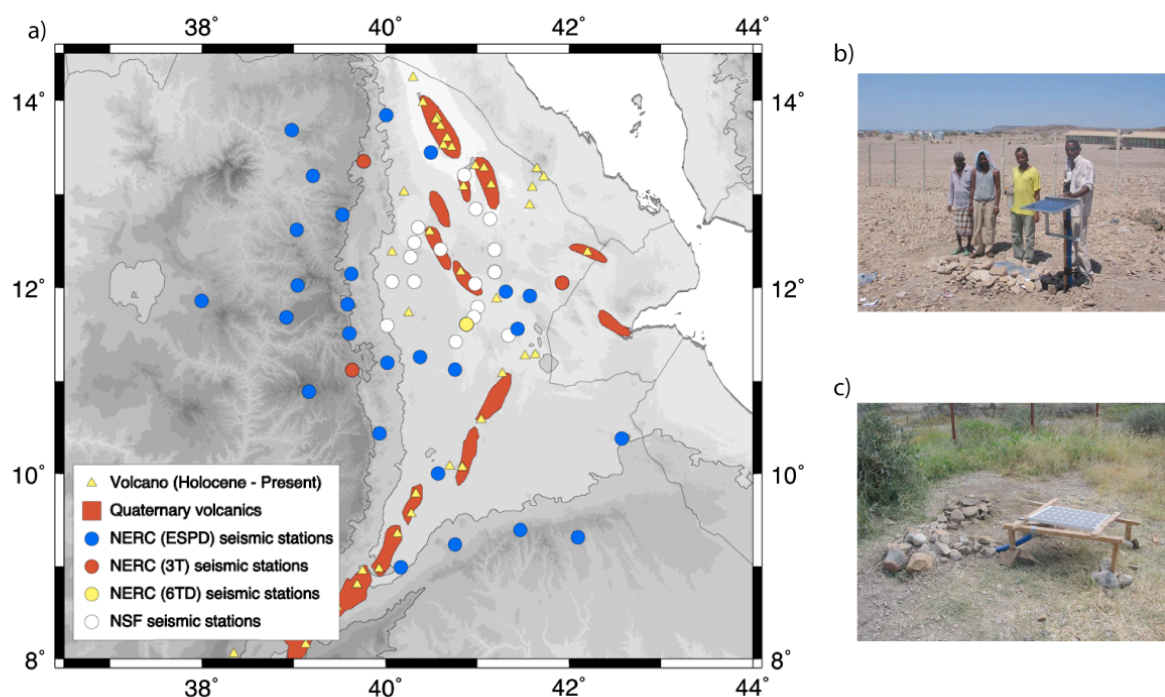 a)
38˚ 40˚ 42˚ 44˚
14˚ 14˚
12˚ 12˚
10˚ 10˚
8˚ 8˚
38˚ 40˚ 42˚ 44˚
Volcano (Holocene - Present)
Quaternary volcanics
NERC (ESPD) seismic stations
NERC (3T) seismic stations
NERC (6TD) seismic stations
NSF seismic stations
b)
c)